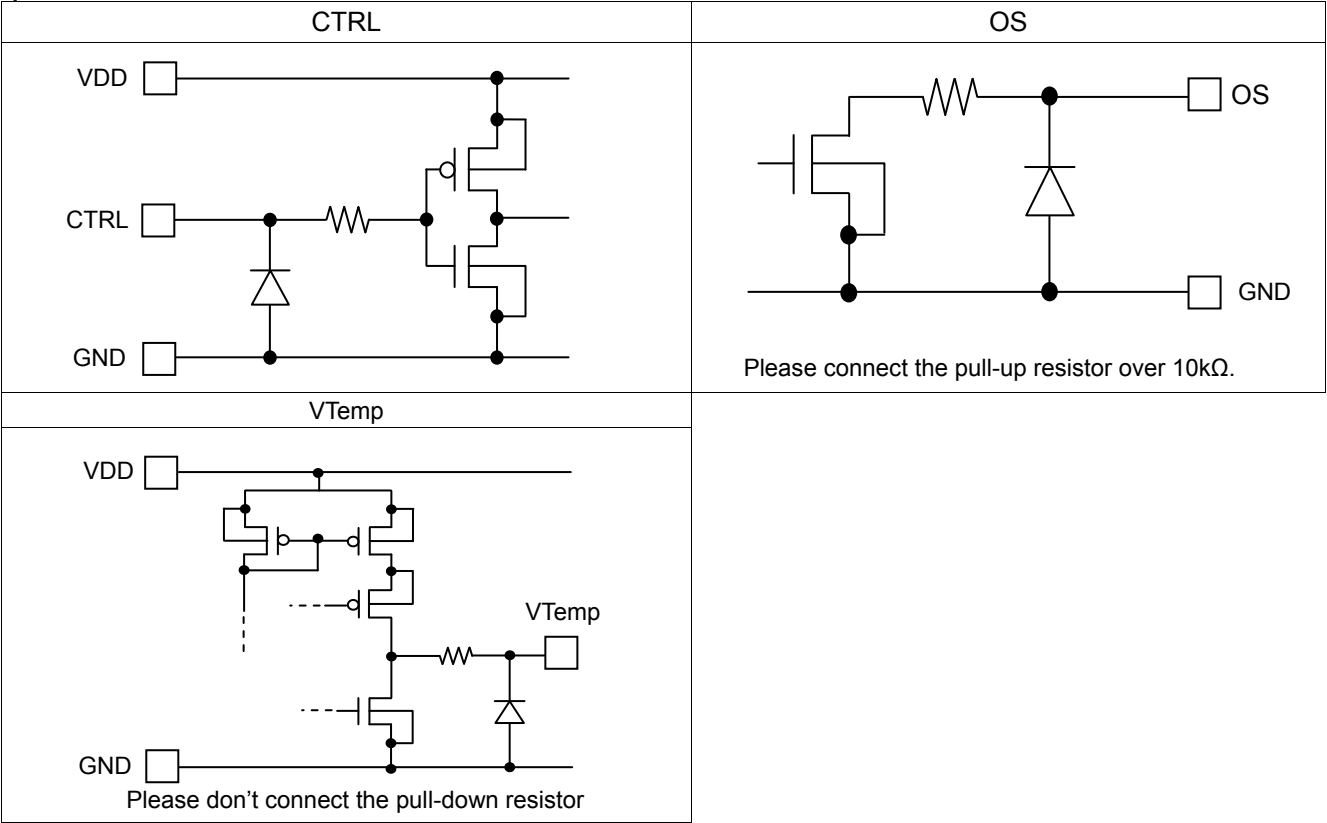 CTRL
OS
VDD
CTRL
GND
OS
GND
Please connect the pull-up resistor over 10kΩ.
VTemp
VDD
VTemp
GND
Please don’t connect the pull-down resistor